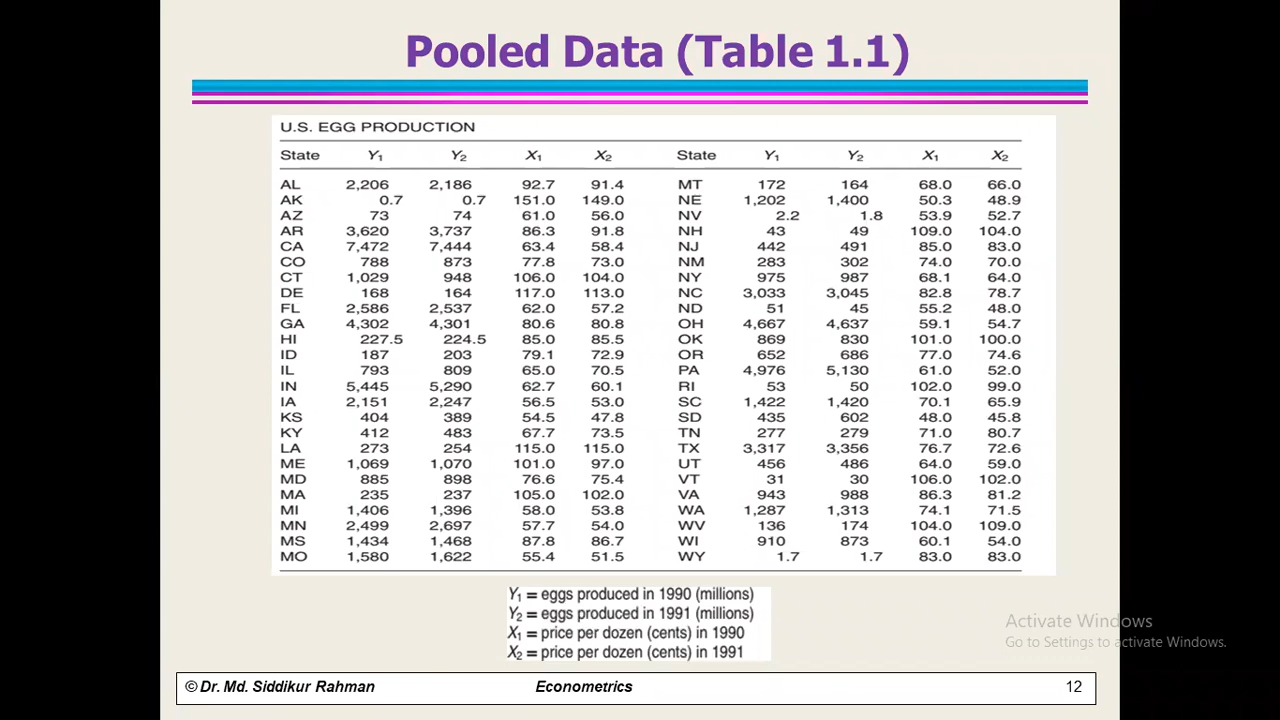 Pooled Data (Table 1.1)
U.S. EGG PRODUCTION
State Y1 Y2 X1 X2 State Y1 Y2 X1 X2
AL 2,206 2,186 92.7 91.4 MT 172 164 68.0 66.0
AK 0.7 0.7 151.0 149.0 NE 1,202 1,400 50.3 48.9
AZ 73 74 61.0 56.0 NV 2.2 1.8 53.9 52.7
AR 3,620 3,737 86.3 91.8 NH 43 49 109.0 104.0
CA 7,472 7,444 63.4 58.4 NJ 442 491 85.0 83.0
CO 788 873 77.8 73.0 NM 283 302 74.0 70.0
CT 1,029 948 106.0 104.0 NY 975 987 68.1 64.0
DE 168 164 117.0 113.0 NC 3,033 3,045 82.8 78.7
FL 2,586 2,537 62.0 57.2 ND 51 45 55.2 48.0
GA 4,302 4,301 80.6 80.8 OH 4,667 4,637 59.1 54.7
HI 227.5 224.5 85.0 85.5 OK 869 830 101.0 100.0
ID 187 203 79.1 72.9 OR 652 686 77.0 74.6
IL 793 809 65.0 70.5 PA 4,976 5,130 61.0 52.0
IN 5,445 5,290 62.7 60.1 RI 53 50 102.0 99.0
IA 2,151 2,247 56.5 53.0 SC 1,422 1,420 70.1 65.9
KS 404 389 54.5 47.8 SD 435 602 48.0 45.8
KY 412 483 67.7 73.5 TN 277 279 71.0 80.7
LA 273 254 115.0 115.0 TX 3,317 3,356 76.7 72.6
ME 1,069 1,070 101.0 97.0 UT 456 486 64.0 59.0
MD 885 898 76.6 75.4 VT 31 30 106.0 102.0
MA 235 237 105.0 102.0 VA 943 988 86.3 81.2
MI 1,406 1,396 58.0 53.8 WA 1,287 1,313 74.1 71.5
MN 2,499 2,697 57.7 54.0 WV 136 174 104.0 109.0
MS 1,434 1,468 87.8 86.7 WI 910 873 60.1 54.0
MO 1,580 1,622 55.4 51.5 WY 1.7 1.7 83.0 83.0
Y1 = eggs produced in 1990 (millions)
Y2 = eggs produced in 1991 (millions)
X1 = price per dozen (cents) in 1990
X2 = price per dozen (cents) in 1991
Activate Windows
Go to Settings to activate Windows.
© Dr. Md. Siddikur Rahman Econometrics 12